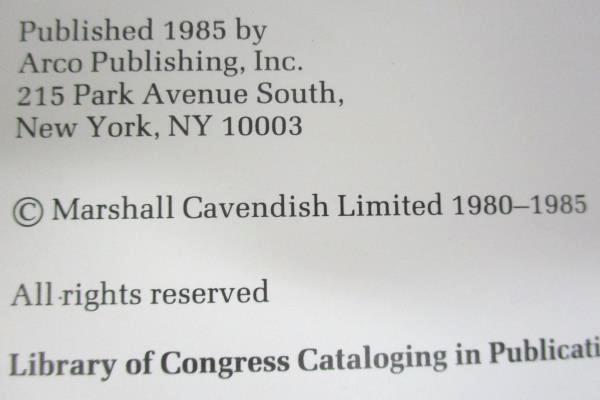 Published 1985 by
Arco Publishing, Inc.
215 Park Avenue South,
New York, NY 10003
© Marshall Cavendish Limited 1980–1985
All rights reserved
Library of Congress Cataloging in Publicati